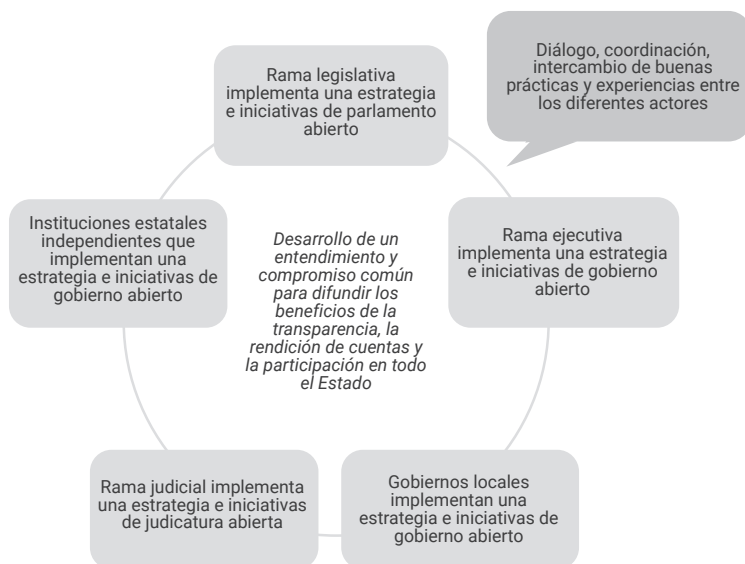 Rama legislativa
implementa una estrategia
e iniciativas de parlamento
abierto
Diálogo, coordinación,
intercambio de buenas
prácticas y experiencias entre
los diferentes actores
Instituciones estatales
independientes que
implementan una
estrategia e iniciativas de
gobierno abierto
Desarrollo de un
entendimiento y
compromiso común
para difundir los
beneficios de la
transparencia, la
rendición de cuentas y
la participación en todo
el Estado
Rama ejecutiva
implementa una estrategia
e iniciativas de gobierno
abierto
Rama judicial implementa
una estrategia e iniciativas
de judicatura abierta
Gobiernos locales
implementan una
estrategia e iniciativas de
gobierno abierto